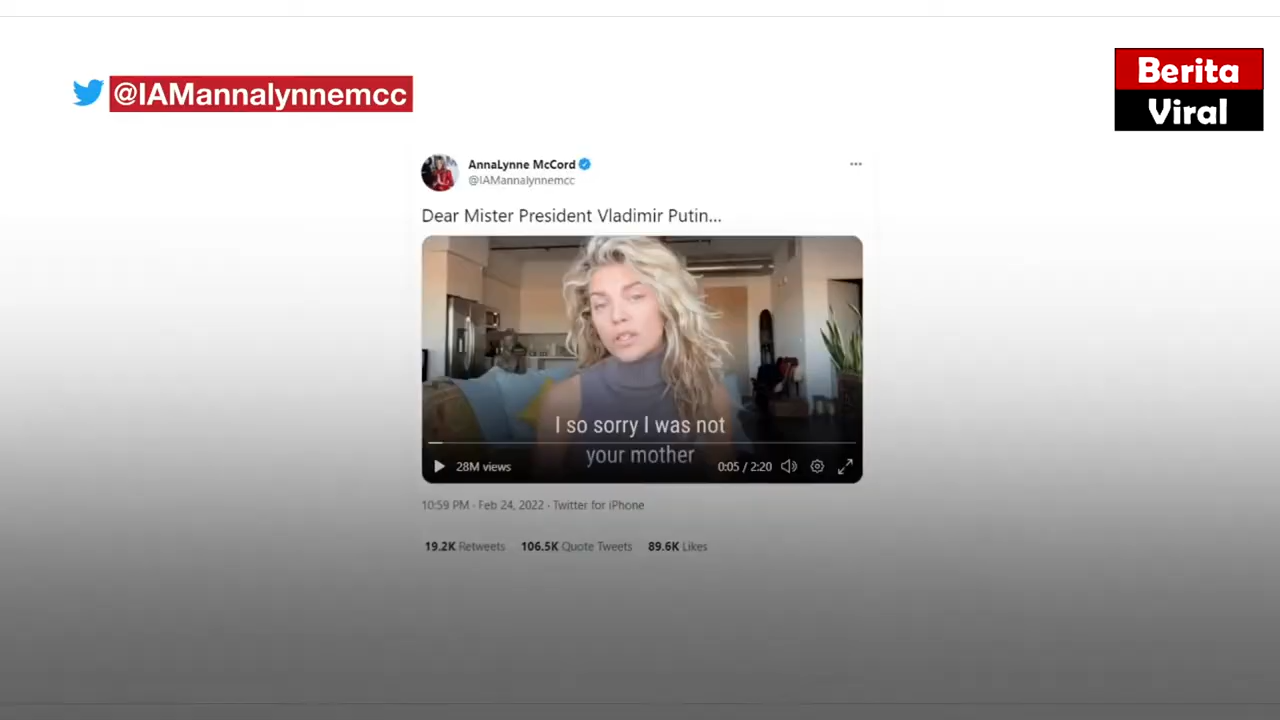 @IAMannalynnemcc
Berita
Viral
AnnaLynne McCord
@IAMannalynnemcc
Dear Mister President Vladimir Putin...
I so sorry I was not
your mother
28M views
0:05 / 2:20
10:59 PM · Feb 24, 2022 · Twitter for iPhone
19.2K Retweets 106.5K Quote Tweets 89.6K Likes